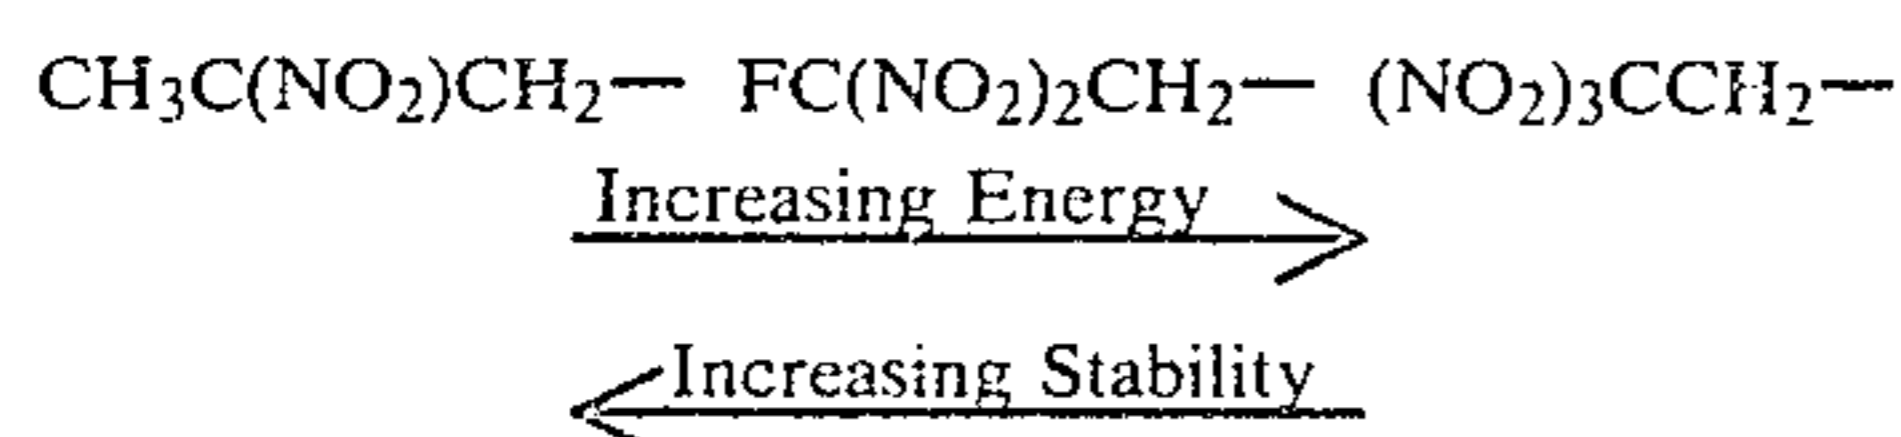 CH₃C(NO₂)CH₂— FC(NO₂)₂CH₂— (NO₂)₃CCH₂—
Increasing Energy
Increasing Stability